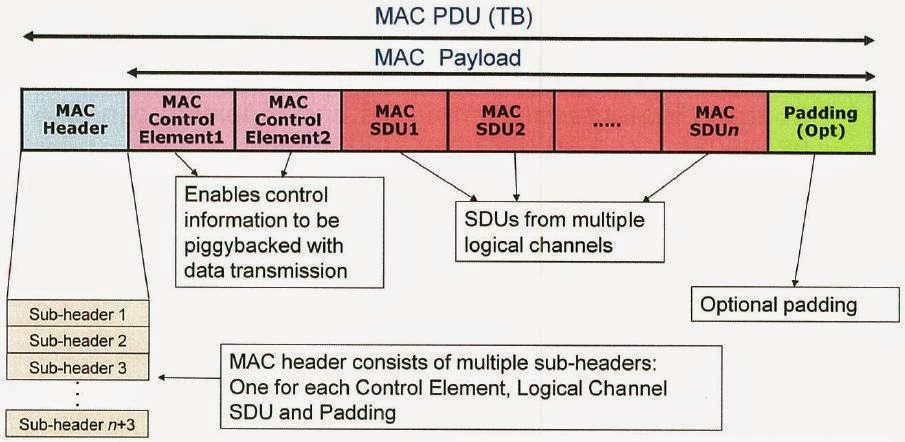 MAC PDU (TB)
MAC Payload
MAC Header
MAC Control Element1
MAC Control Element2
MAC SDU1
MAC SDU2
.....
MAC SDUn
Padding (Opt)
Enables control
information to be
piggybacked with
data transmission
SDUs from multiple
logical channels
Optional padding
Sub-header 1
Sub-header 2
Sub-header 3
Sub-header n+3
MAC header consists of multiple sub-headers:
One for each Control Element, Logical Channel
SDU and Padding